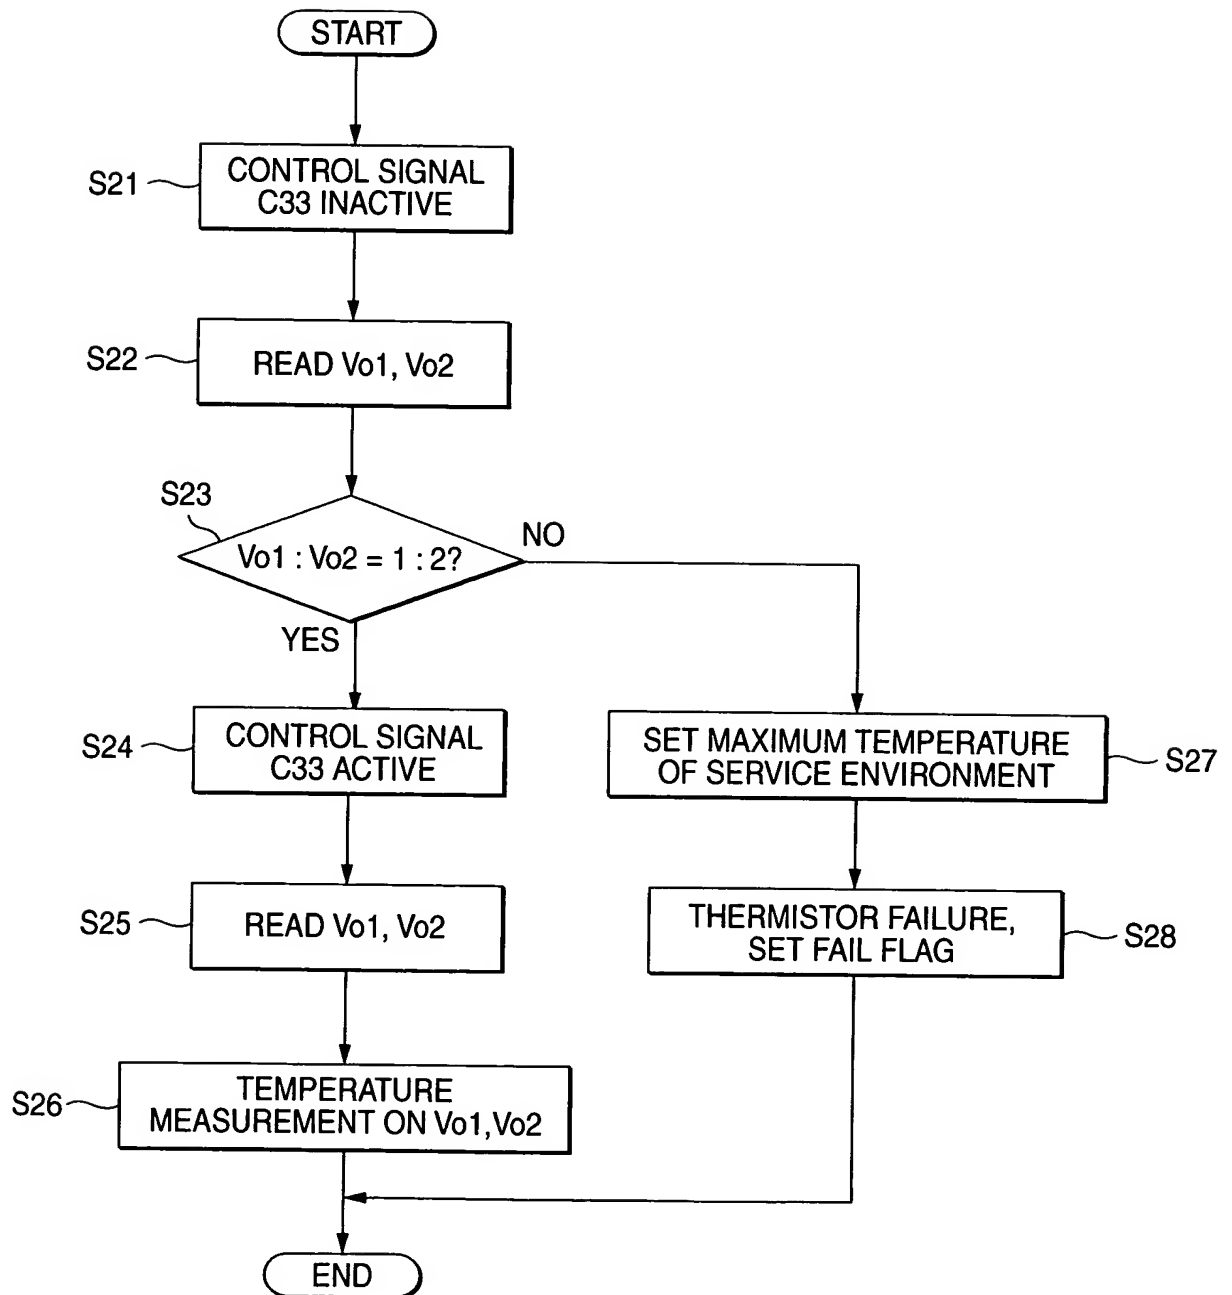 START
S21
CONTROL SIGNAL
C33 INACTIVE
S22
READ Vo1, Vo2
S23
Vo1 : Vo2 = 1 : 2?
NO
YES
S24
CONTROL SIGNAL
C33 ACTIVE
SET MAXIMUM TEMPERATURE
OF SERVICE ENVIRONMENT
S27
S25
READ Vo1, Vo2
THERMISTOR FAILURE,
SET FAIL FLAG
S28
S26
TEMPERATURE
MEASUREMENT ON Vo1,Vo2
END